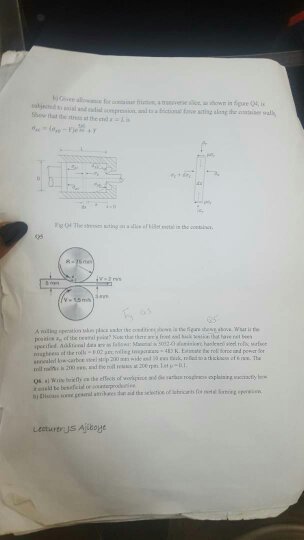 b) Given allowance for container friction, a transverse slice, as shown in figure Q4, is
subjected to axial and radial compression, and to a frictional force acting along the container walls,
Show that the stress at the end x = L is
Fig Q4 The stresses acting on a slice of billet metal in the container.
Q5
R = 75 mm
V = 2 m/s
5 mm
3 mm
V = 1.5 m/s
Fig Q5
Q5
A rolling operation takes place under the conditions shown in the figure shown above. What is the
position of the neutral point? Note that there are front and back tension that have not been
specified. Additional data are as follows: Material is 5052-O aluminium; hardened steel rolls; surface
roughness of the rolls = 0.02 μm; rolling temperature = K. Estimate the roll force and power for
annealed low carbon steel strip 200 mm wide and 10 mm thick, rolled to a thickness of 6 mm. The
roll radius is 200 mm, and the roll rotates at 200 rpm. Let μ = 0.1.
Q6. a) Write briefly on the effects of workpiece and die surface roughness explaining succinctly how
it could be beneficial or counterproductive.
b) Discuss some general attributes that aid the selection of lubricants for metal forming operations
Lecturer: JS Ajiboye